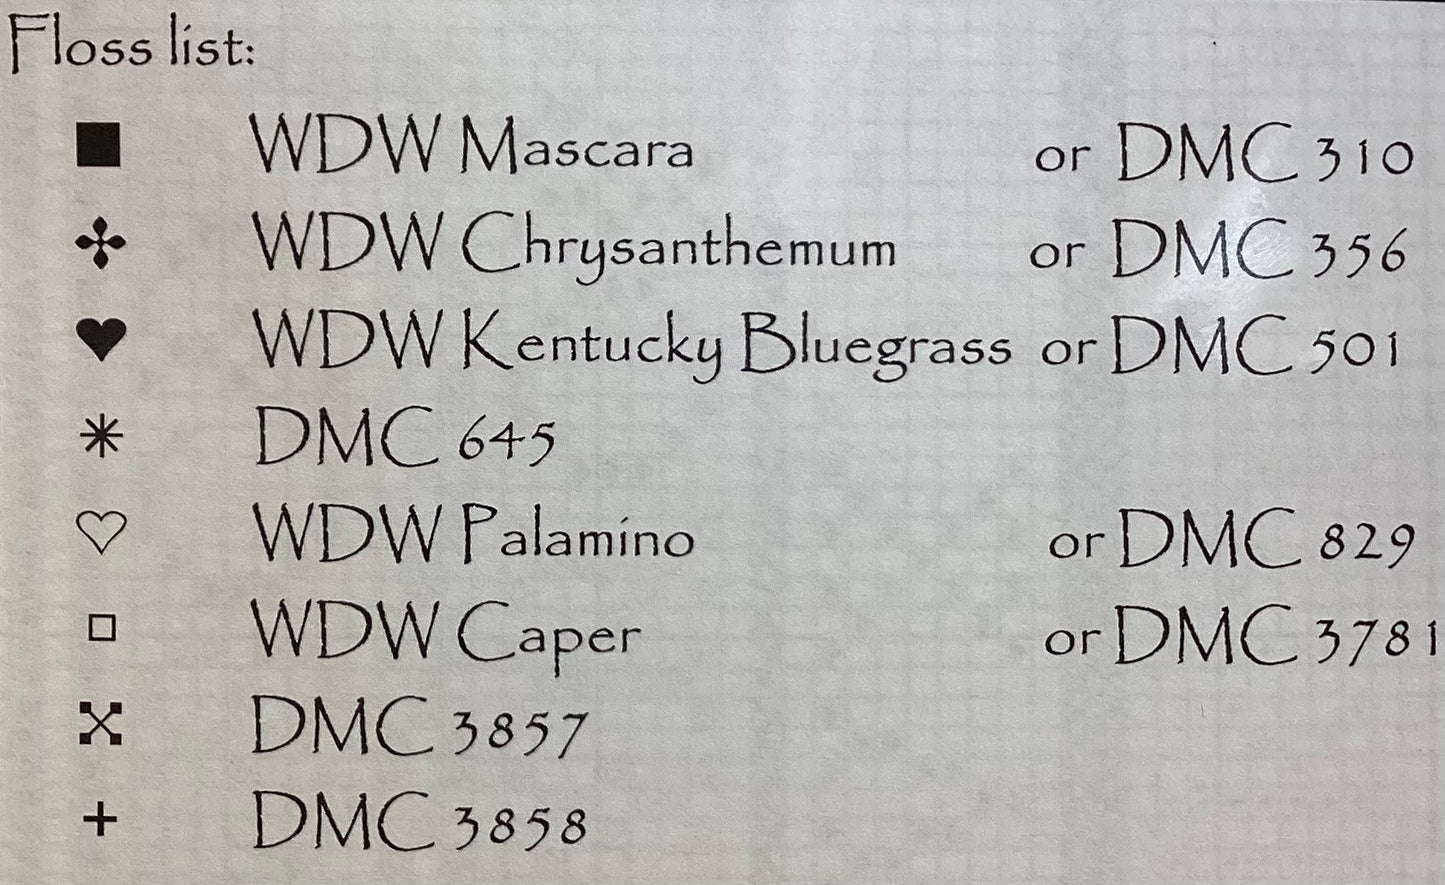 Floss list:
■ WDW Mascara or DMC 310
✣ WDW Chrysanthemum or DMC 356
♥ WDW Kentucky Bluegrass or DMC 501
✳ DMC 645
♡ WDW Palamino or DMC 829
□ WDW Caper or DMC 3781
DMC 3857
+ DMC 3858